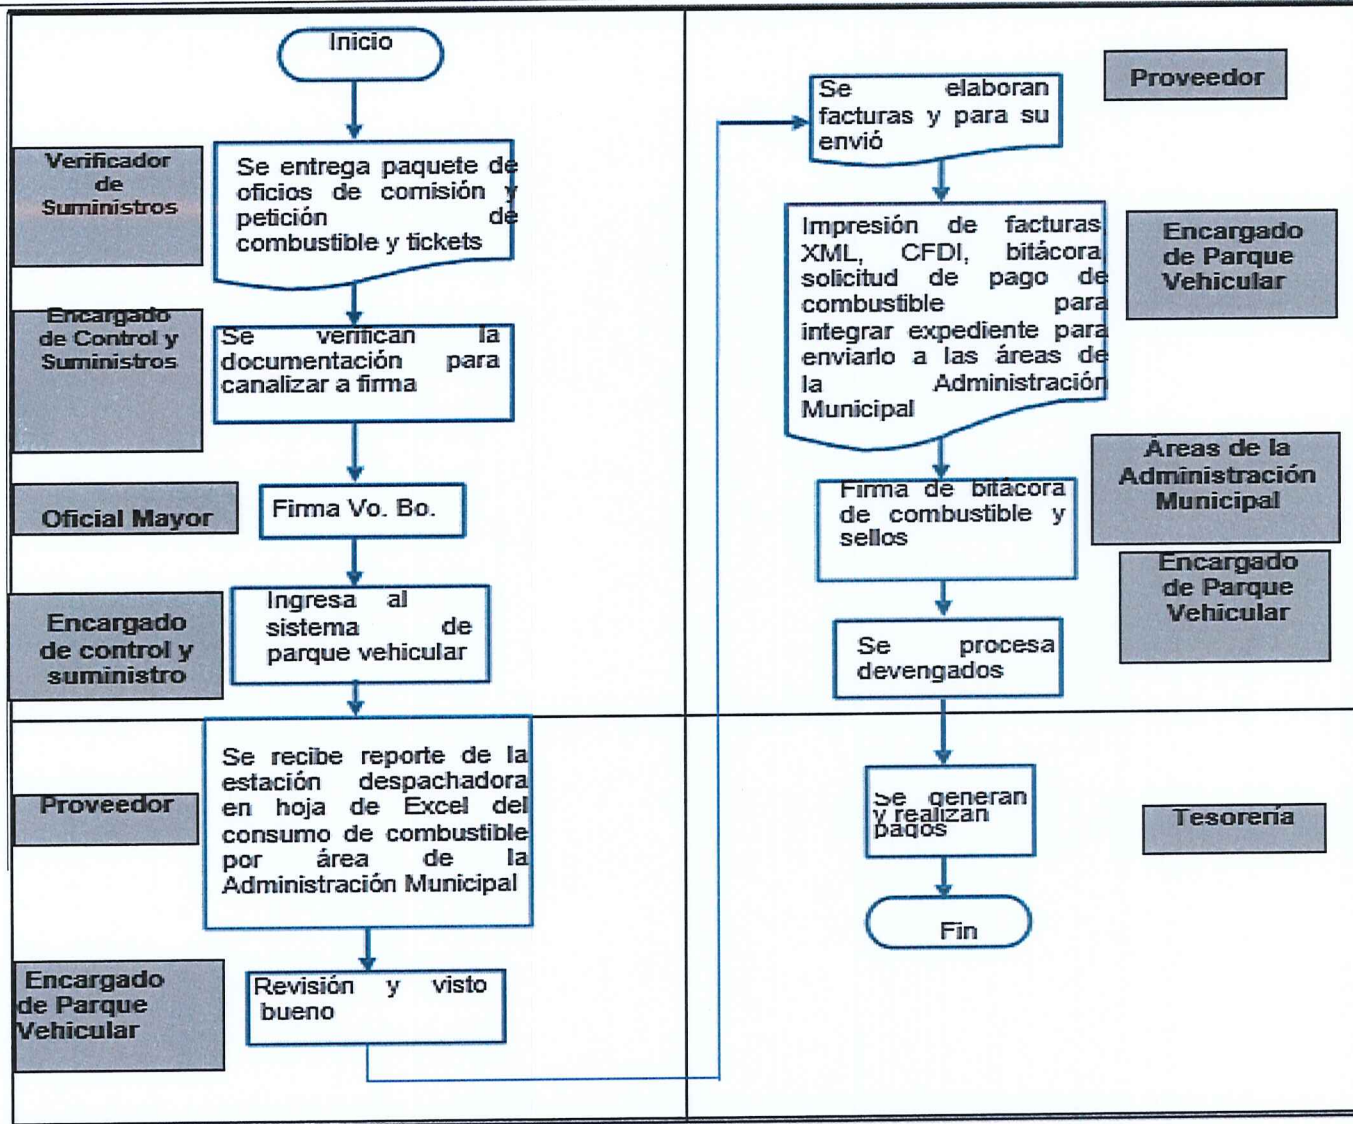 Inicio
Verificador
de
Suministros
Se entrega paquete de
oficios de comisión y
petición de
combustible y tickets
Encargado
de Control y
Suministros
Se verifican la
documentación para
canalizar a firma
Oficial Mayor
Firma Vo. Bo.
Encargado
de control y
suministro
Ingresa al
sistema de
parque vehicular
Proveedor
Se recibe reporte de la
estación despachadora
en hoja de Excel del
consumo de combustible
por área de la
Administración Municipal
Encargado
de Parque
Vehicular
Revisión y visto
bueno
Se elaboran
facturas y para su
envió
Proveedor
Impresión de facturas
XML, CFDI, bitácora
solicitud de pago de
combustible para
integrar expediente para
enviarlo a las áreas de
la Administración
Municipal
Encargado
de Parque
Vehicular
Firma de bitácora
de combustible y
sellos
Áreas de la
Administración
Municipal
Se procesa
devengados
Encargado
de Parque
Vehicular
Se generan
y realizan
pagos
Tesorería
Fin